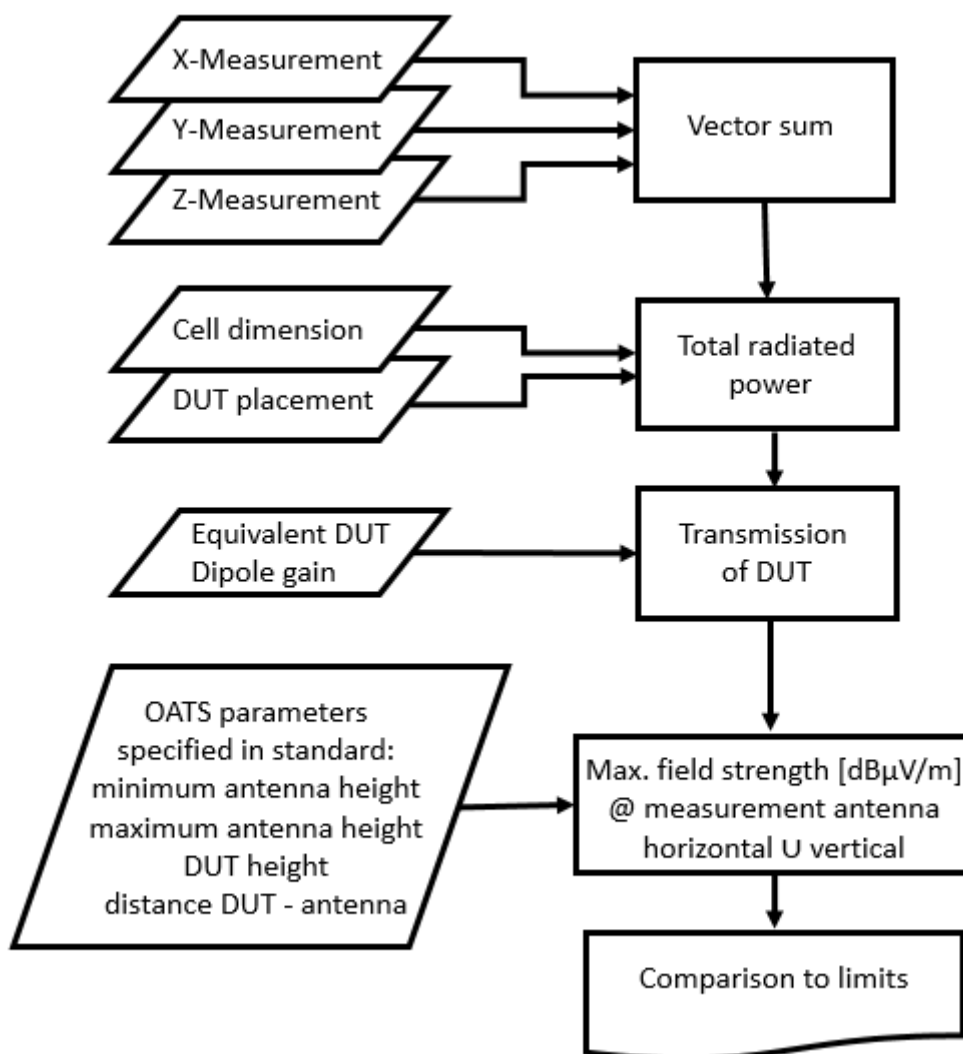 X-Measurement
Y-Measurement
Z-Measurement
Vector sum
Cell dimension
DUT placement
Total radiated
power
Equivalent DUT
Dipole gain
Transmission
of DUT
OATS parameters
specified in standard:
minimum antenna height
maximum antenna height
DUT height
distance DUT - antenna
Max. field strength [dBµV/m]
@ measurement antenna
horizontal U vertical
Comparison to limits